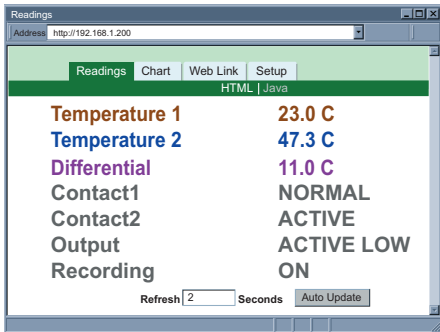 Readings
Address http://192.168.1.200
Readings Chart Web Link Setup
HTML | Java
Temperature 1 23.0 C
Temperature 2 47.3 C
Differential 11.0 C
Contact1 NORMAL
Contact2 ACTIVE
Output ACTIVE LOW
Recording ON
Refresh 2 Seconds Auto Update